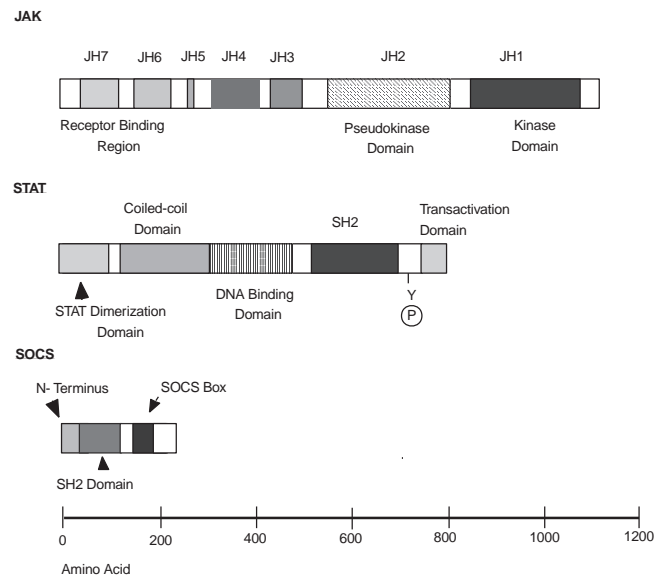 JAK
JH7 JH6 JH5 JH4 JH3 JH2 JH1
Receptor Binding
Region
Pseudokinase
Domain
Kinase
Domain
STAT
Coiled-coil
Domain
SH2
Transactivation
Domain
STAT Dimerization
Domain
DNA Binding
Domain
Y
P
SOCS
N- Terminus
SOCS Box
SH2 Domain
0 200 400 600 800 1000 1200
Amino Acid